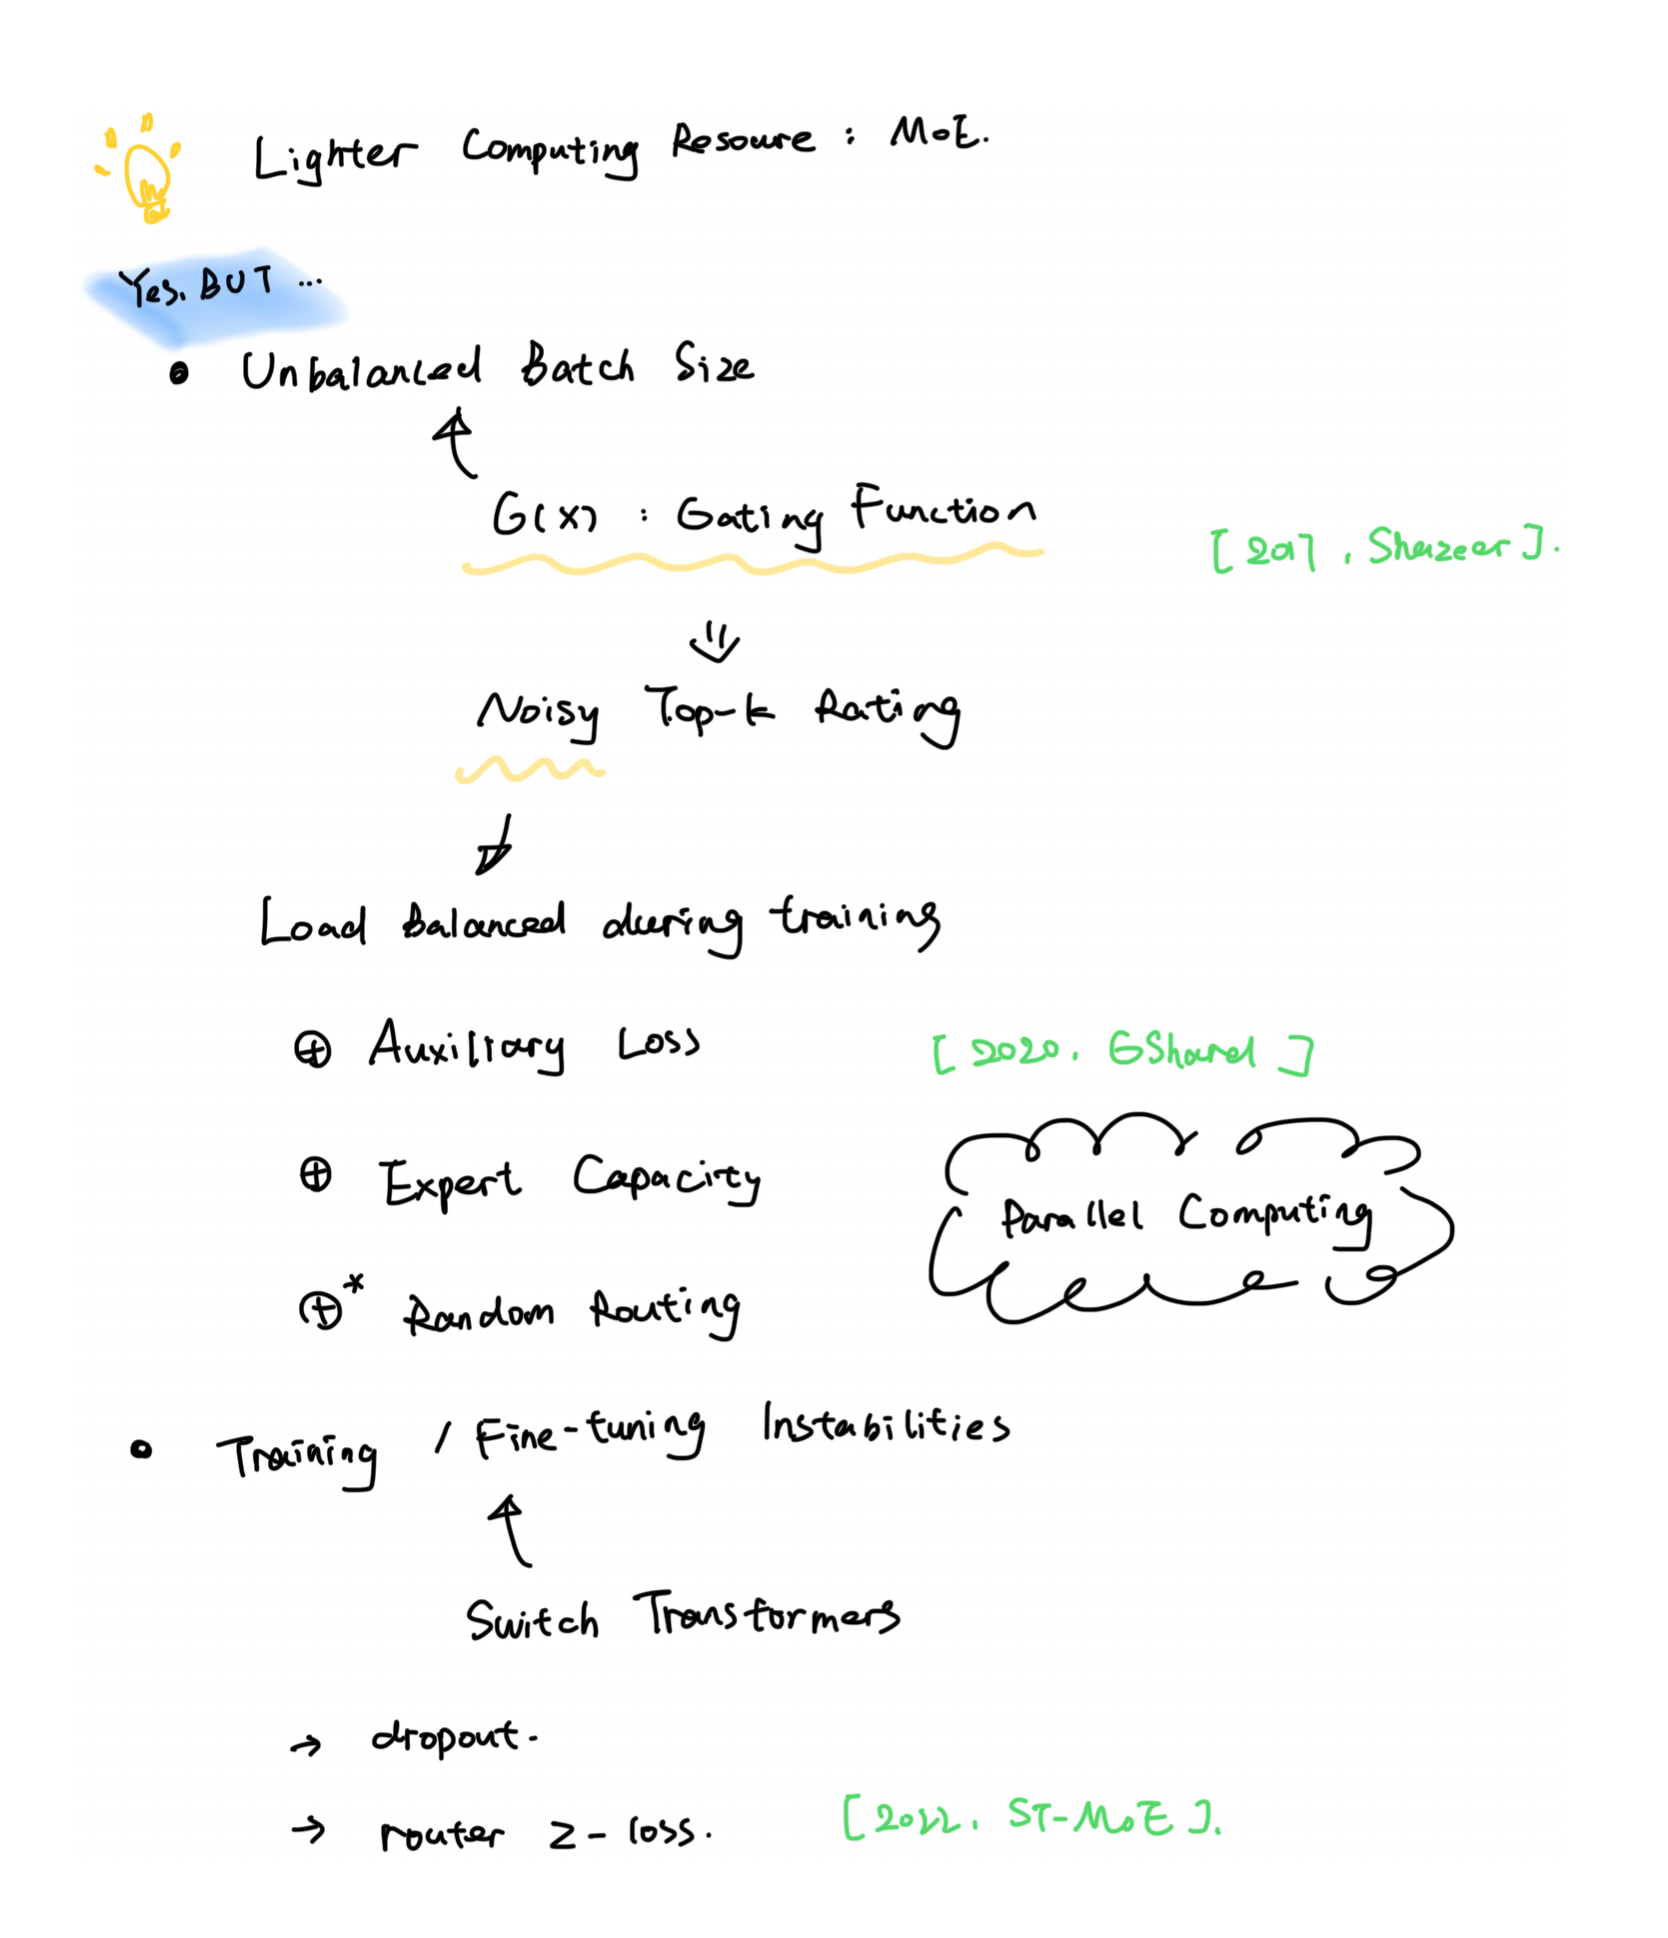 Lighter Computing Resource : MoE.
Yes. BUT ...
• Unbalanced Batch Size
G(x) : Gating Function
[2017, Shazeer].
Noisy Top-k Rating
Load Balanced during training
⊕ Auxiliary Loss
[2020. GShard]
⊕ Expert Capacity
Parallel Computing
⊕* Random Routing
• Training / Fine-tuning Instabilities
Switch Transformers
→ dropout.
→ router z-loss.
[2022. ST-MoE].